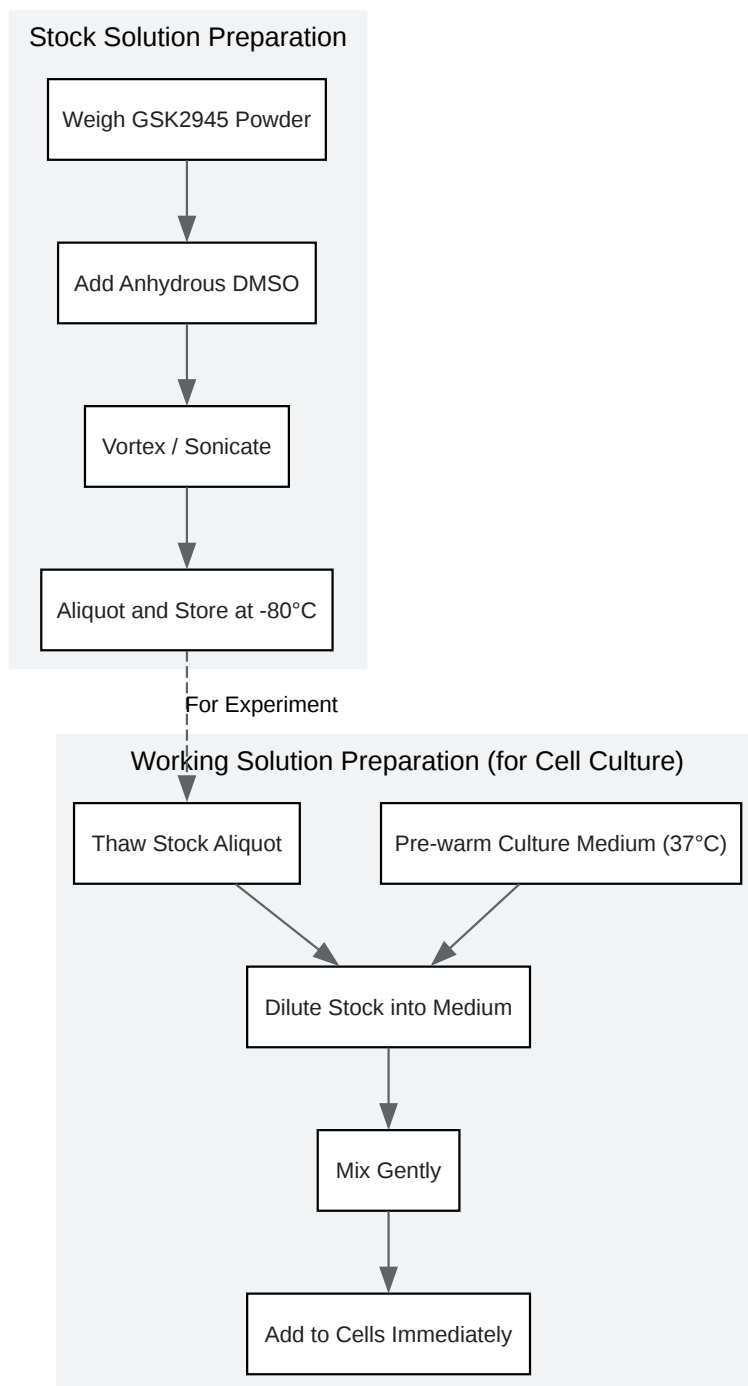 Stock Solution Preparation
Weigh GSK2945 Powder
Add Anhydrous DMSO
Vortex / Sonicate
Aliquot and Store at -80°C
For Experiment
Working Solution Preparation (for Cell Culture)
Thaw Stock Aliquot
Pre-warm Culture Medium (37°C)
Dilute Stock into Medium
Mix Gently
Add to Cells Immediately